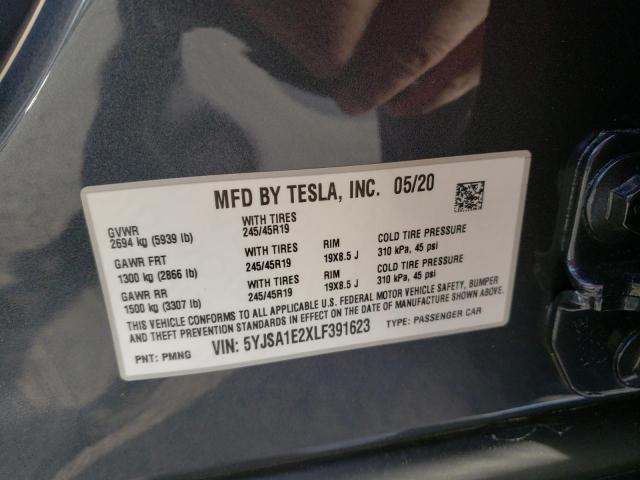 MFD BY TESLA, INC. 05/20
GVWR
2694 kg (5939 lb)
WITH TIRES
245/45R19
GAWR FRT
1300 kg (2866 lb)
WITH TIRES
245/45R19
RIM
19X8.5 J
COLD TIRE PRESSURE
310 kPa, 45 psi
GAWR RR
1500 kg (3307 lb)
WITH TIRES
245/45R19
RIM
19X8.5 J
COLD TIRE PRESSURE
310 kPa, 45 psi
THIS VEHICLE CONFORMS TO ALL APPLICABLE U.S. FEDERAL MOTOR VEHICLE SAFETY, BUMPER
AND THEFT PREVENTION STANDARDS IN EFFECT ON THE DATE OF MANUFACTURE SHOWN ABOVE.
PNT: PMNG VIN: 5YJSA1E2XLF391623 TYPE: PASSENGER CAR